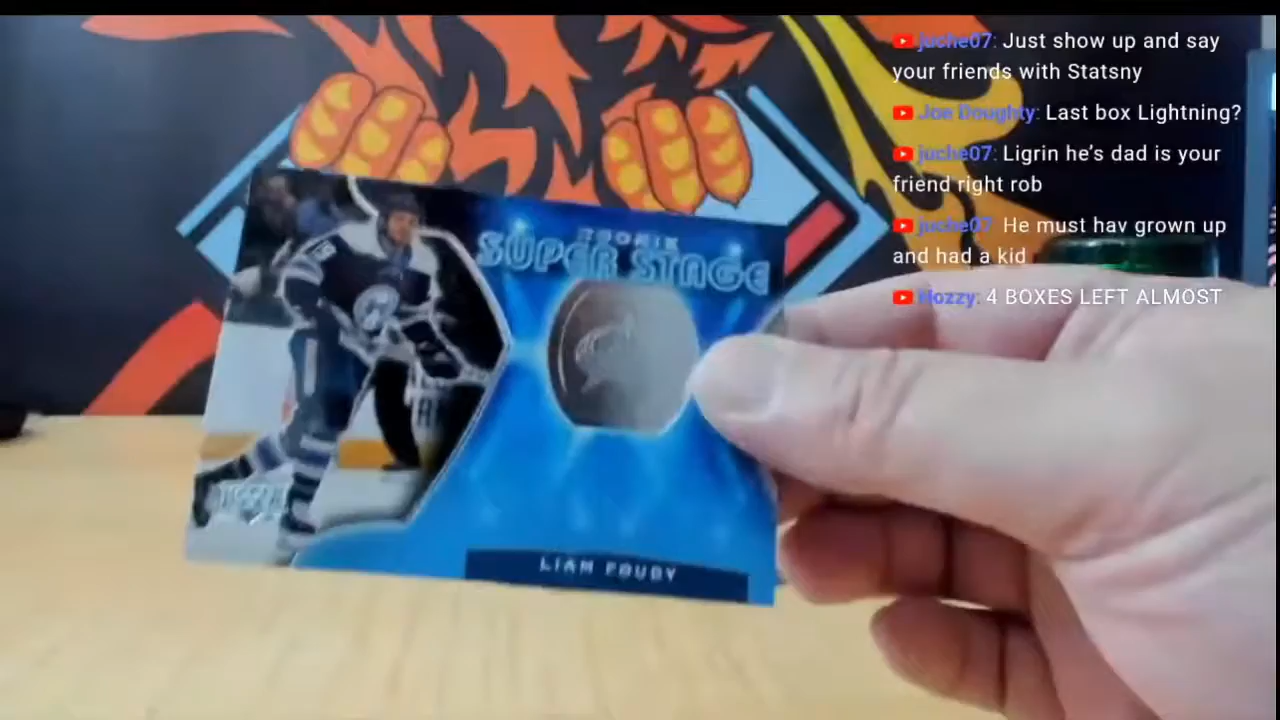 juche07: Just show up and say
your friends with Statsny
Joe Doughty: Last box Lightning?
juche07: Ligrin he's dad is your
friend right rob
juche07 He must hav grown up
and had a kid
Hozzy: 4 BOXES LEFT ALMOST
SUPER STAGE
LIAM FOUDY